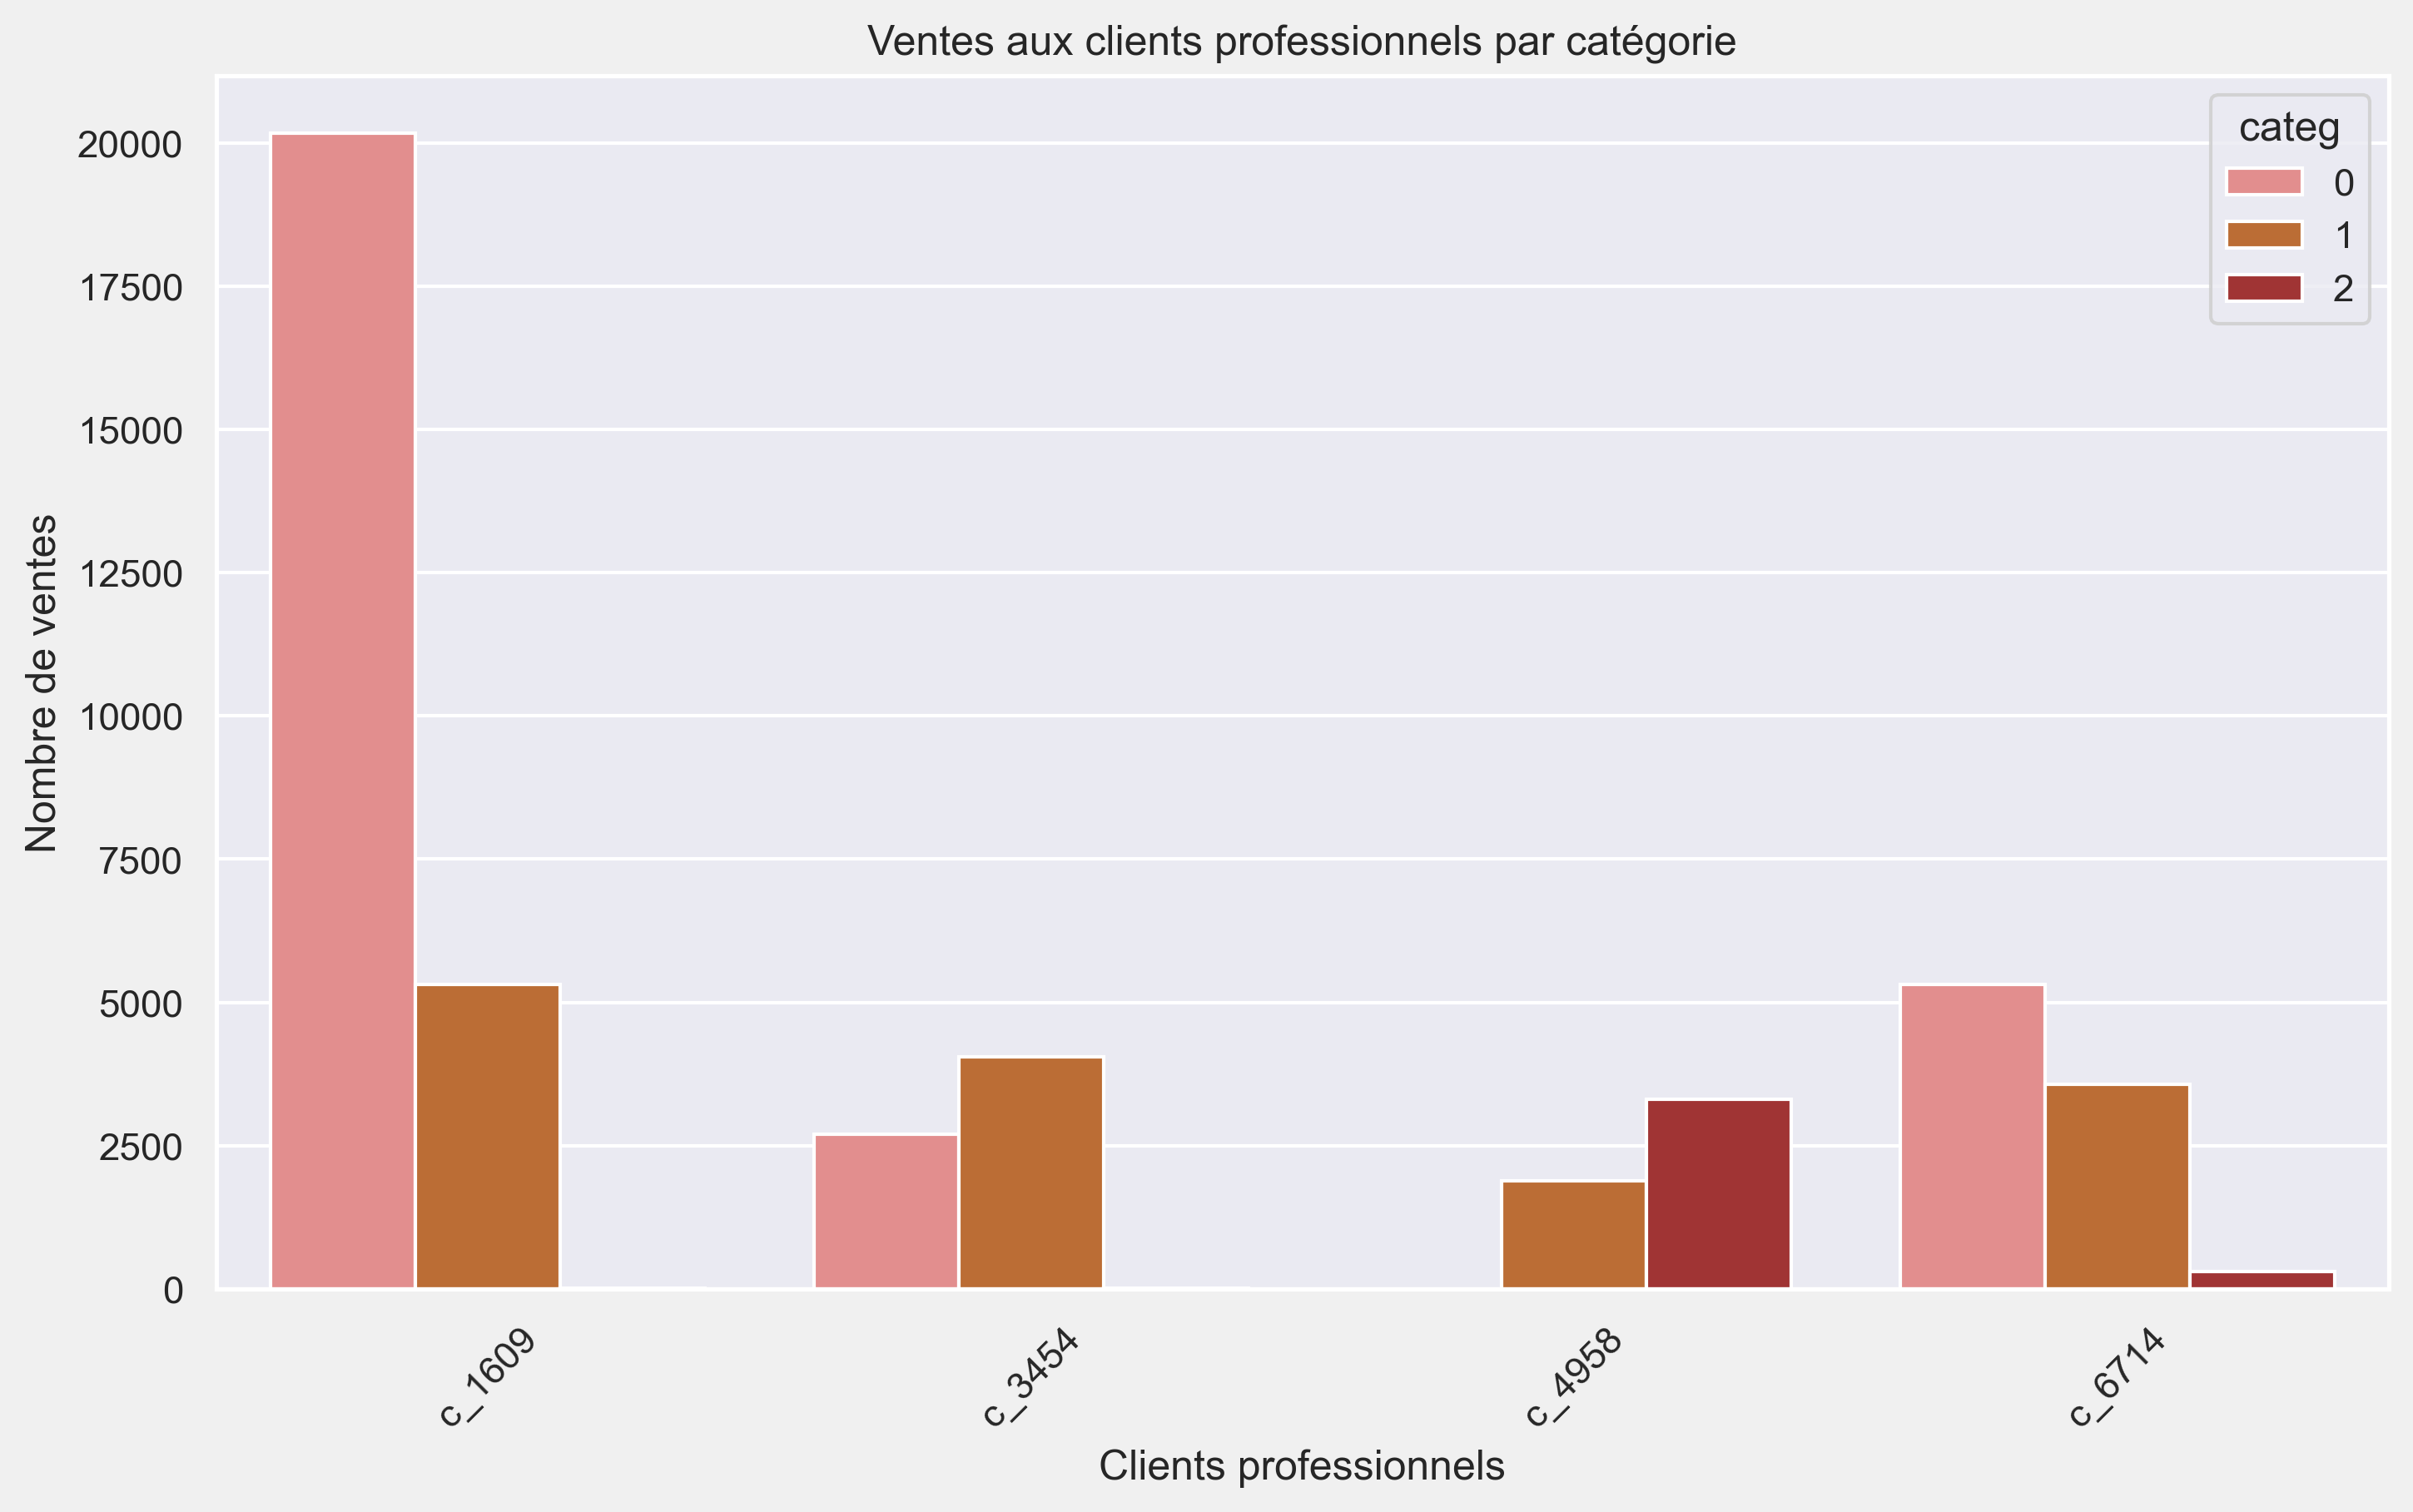 Ventes aux clients professionnels par catégorie
categ
0
1
2
Nombre de ventes
20000
17500
15000
12500
10000
7500
5000
2500
0
c_1609
c_3454
c_4958
c_6714
Clients professionnels